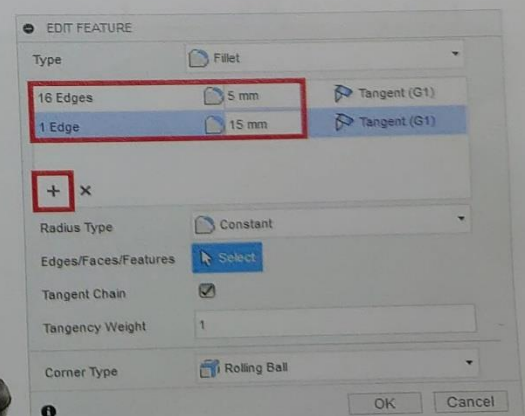 EDIT FEATURE
Type Fillet
16 Edges 5 mm Tangent (G1)
1 Edge 15 mm Tangent (G1)
Radius Type Constant
Edges/Faces/Features Select
Tangent Chain
Tangency Weight 1
Corner Type Rolling Ball
OK Cancel